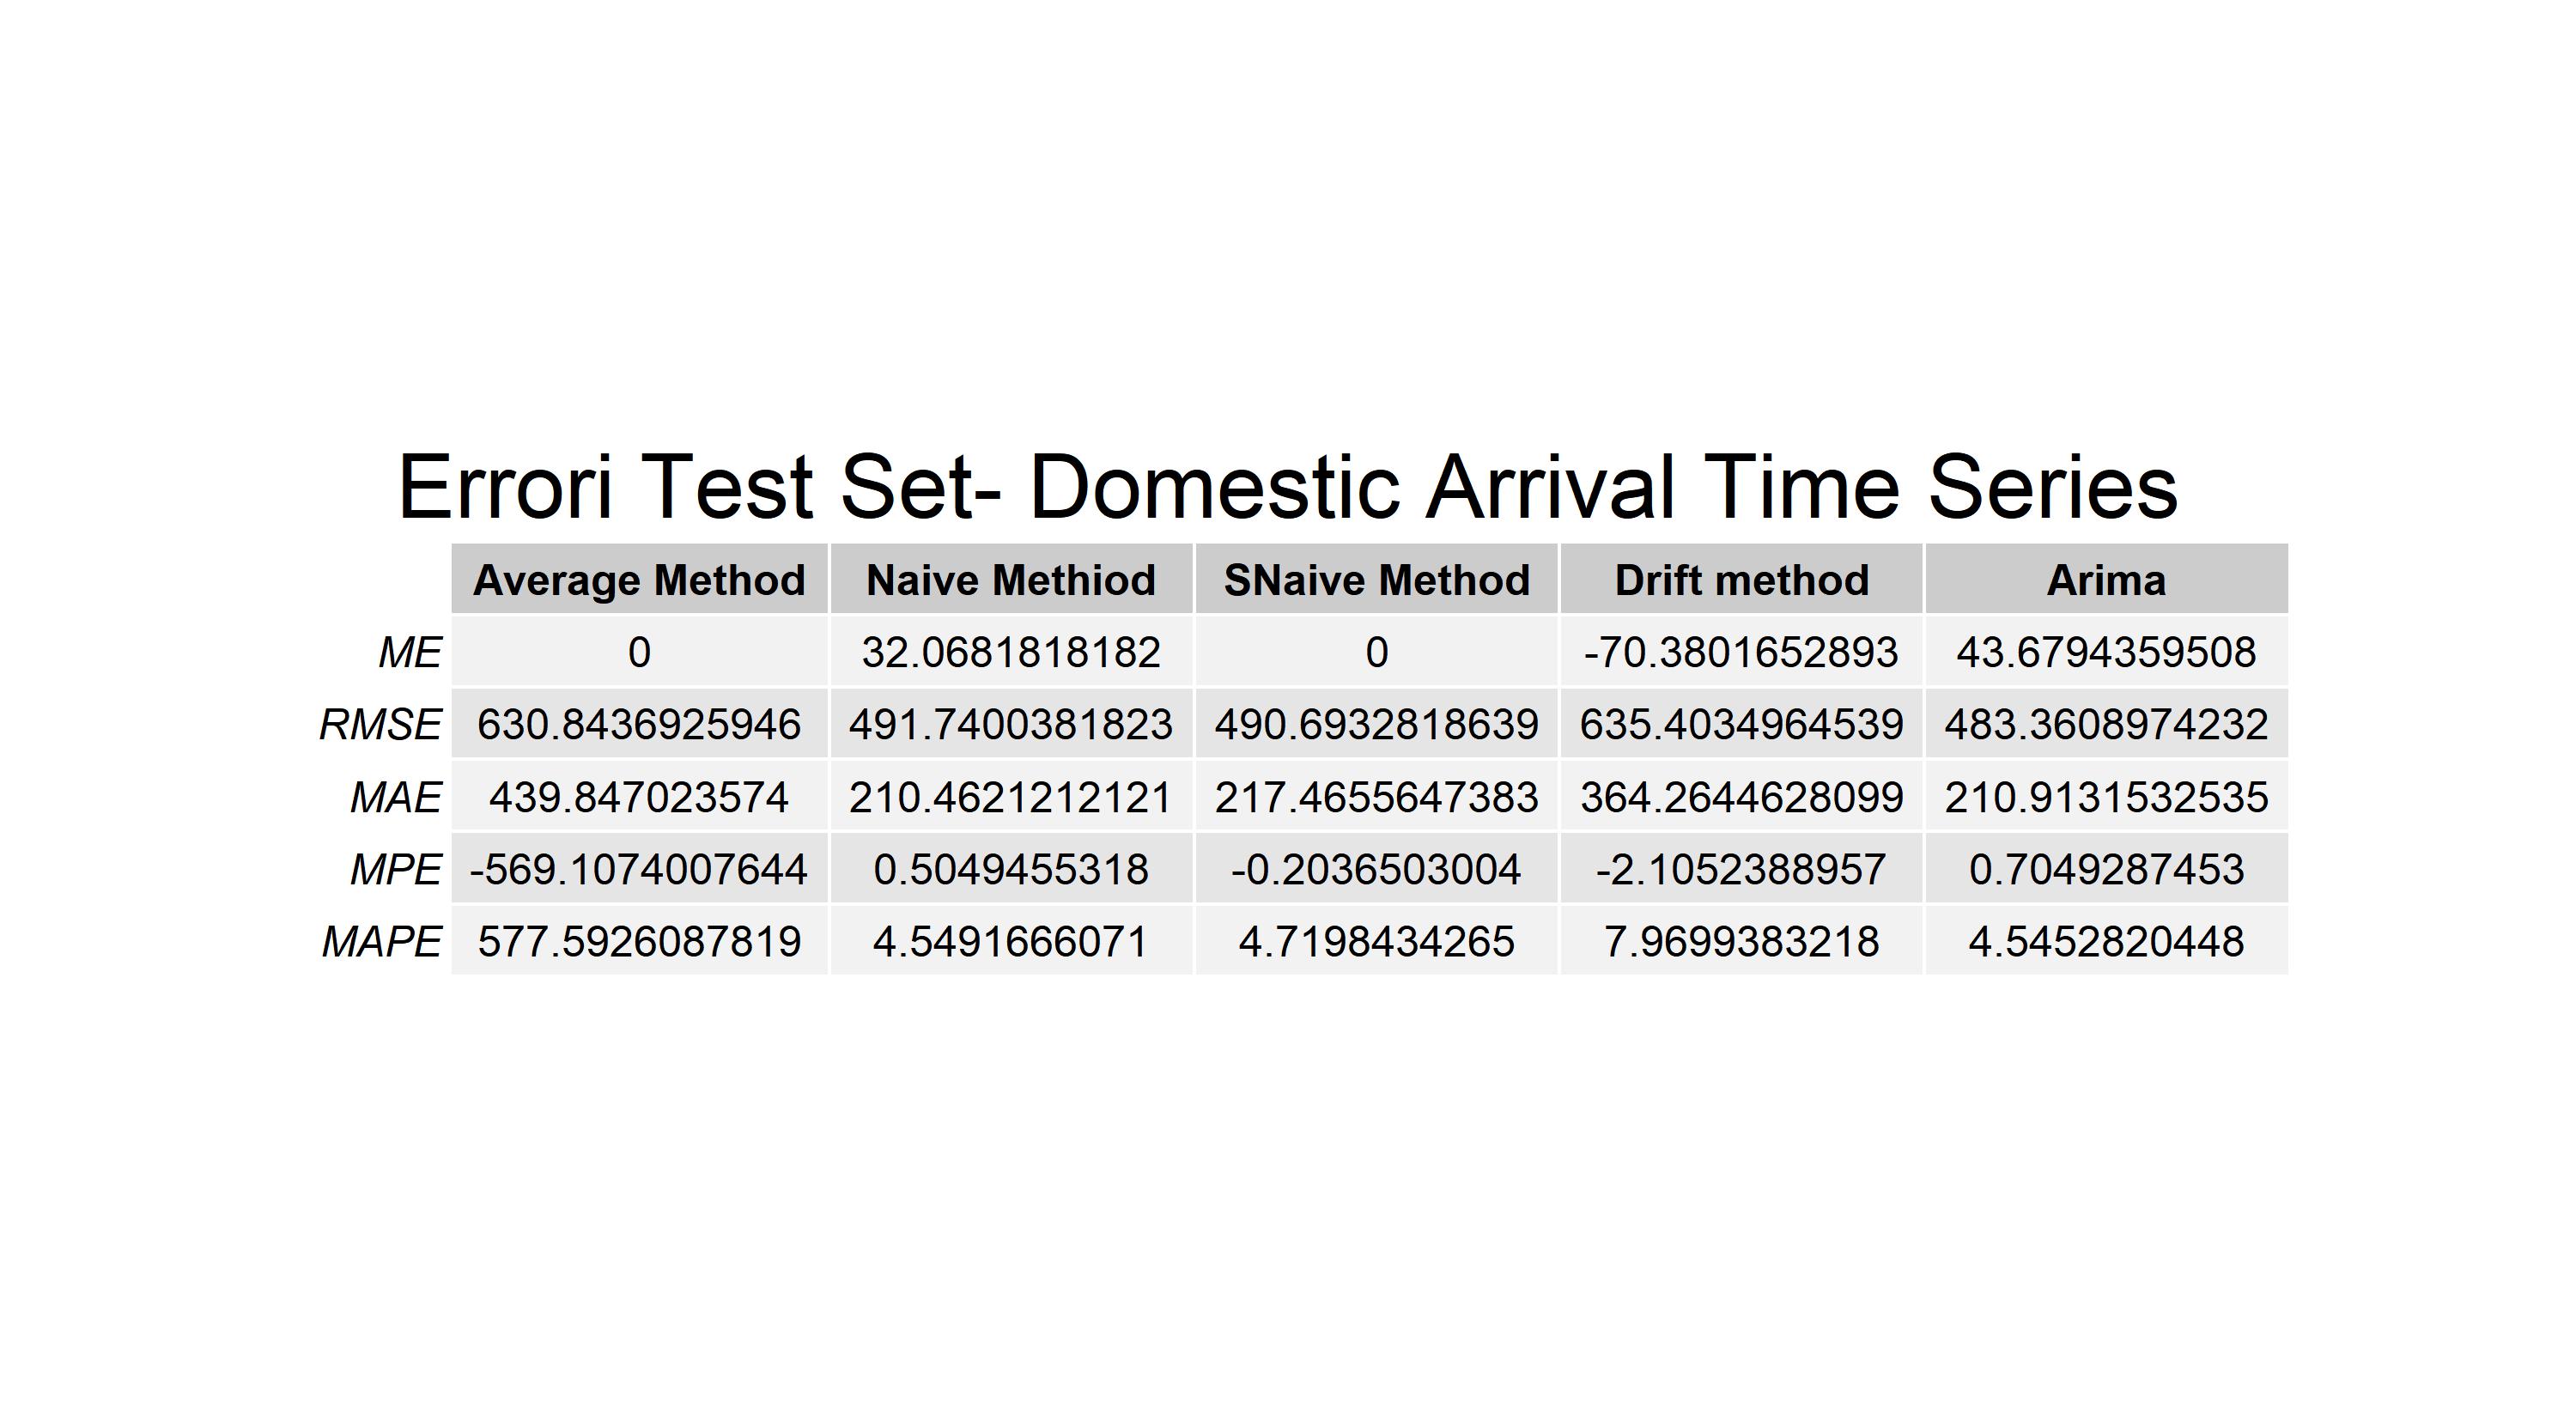 Errori Test Set- Domestic Arrival Time Series
Average Method Naive Methiod SNaive Method Drift method Arima
ME 0 32.0681818182 0 -70.3801652893 43.6794359508
RMSE 630.8436925946 491.7400381823 490.6932818639 635.4034964539 483.3608974232
MAE 439.847023574 210.4621212121 217.4655647383 364.2644628099 210.9131532535
MPE -569.1074007644 0.5049455318 -0.2036503004 -2.1052388957 0.7049287453
MAPE 577.5926087819 4.5491666071 4.7198434265 7.9699383218 4.5452820448